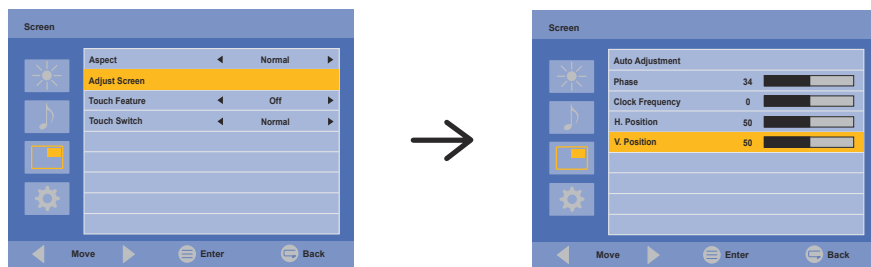 Screen
Aspect Normal
Adjust Screen
Touch Feature Off
Touch Switch Normal
Move Enter Back
Screen
Auto Adjustment
Phase 34
Clock Frequency 0
H. Position 50
V. Position 50
Move Enter Back